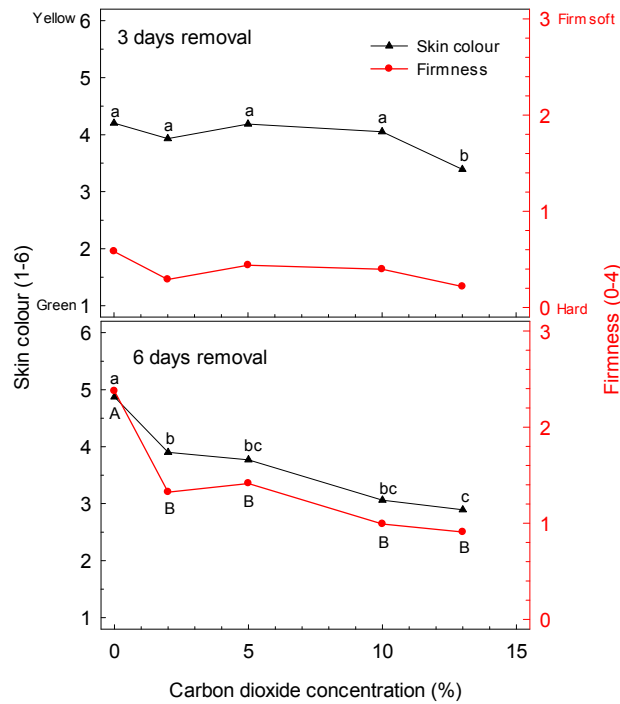 Yellow 6
3 days removal
3 Firm soft
Skin colour
Firmness
5
4
3
2
Green 1
2
1
0 Hard
a
a
a
a
b
Skin colour (1-6)
Firmness (0-4)
6
6 days removal
5
4
3
2
1
3
2
1
0
a
A
b
B
bc
B
bc
B
c
B
0 5 10 15
Carbon dioxide concentration (%)